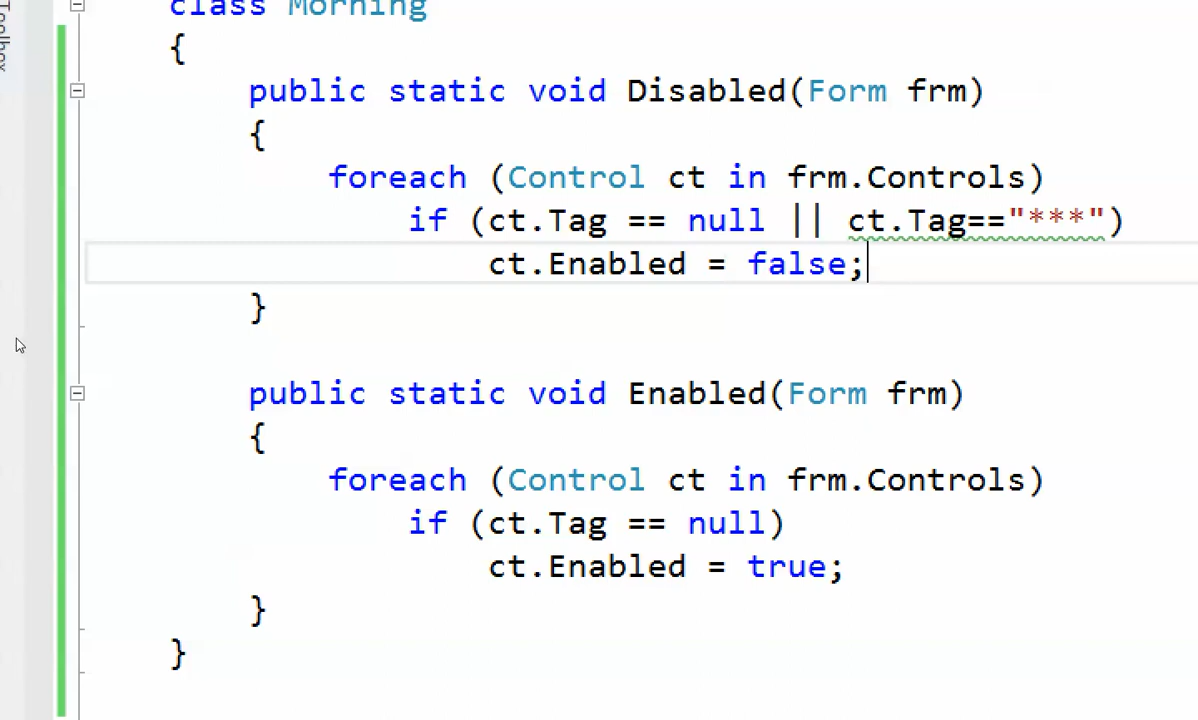 Toolbox
class Morning
{
public static void Disabled(Form frm)
{
foreach (Control ct in frm.Controls)
if (ct.Tag == null || ct.Tag=="***")
ct.Enabled = false;
}
public static void Enabled(Form frm)
{
foreach (Control ct in frm.Controls)
if (ct.Tag == null)
ct.Enabled = true;
}
}